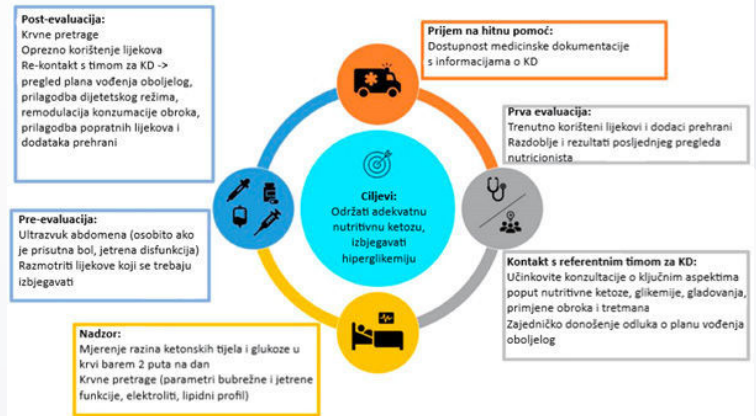 Post-evaluacija:
Krvne pretrage
Oprezno korištenje lijekova
Re-kontakt s timom za KD ->
pregled plana vođenja oboljelog,
prilagodba dijetetskog režima,
remodulacija konzumacije obroka,
prilagodba popratnih lijekova i
dodataka prehrani
Prijem na hitnu pomoć:
Dostupnost medicinske dokumentacije
s informacijama o KD
Prva evaluacija:
Trenutno korišteni lijekovi i dodaci prehrani
Razdoblje i rezultati posljednjeg pregleda
nutricionista
Ciljevi:
Održati adekvatnu
nutritivnu ketozu,
izbjegavati
hiperglikemiju
Pre-evaluacija:
Ultrazvuk abdomena (osobito ako
je prisutna bol, jetrena disfunkcija)
Razmotriti lijekove koji se trebaju
izbjegavati
Kontakt s referentnim timom za KD:
Učinkovite konzultacije o ključnim aspektima
poput nutritivne ketoze, glikemije, gladovanja,
primjene obroka i tretmana
Zajedničko donošenje odluka o planu vođenja
oboljelog
Nadzor:
Mjerenje razina ketonskih tijela i glukoze u
krvi barem 2 puta na dan
Krvne pretrage (parametri bubrežne i jetrene
funkcije, elektroliti, lipidni profil)